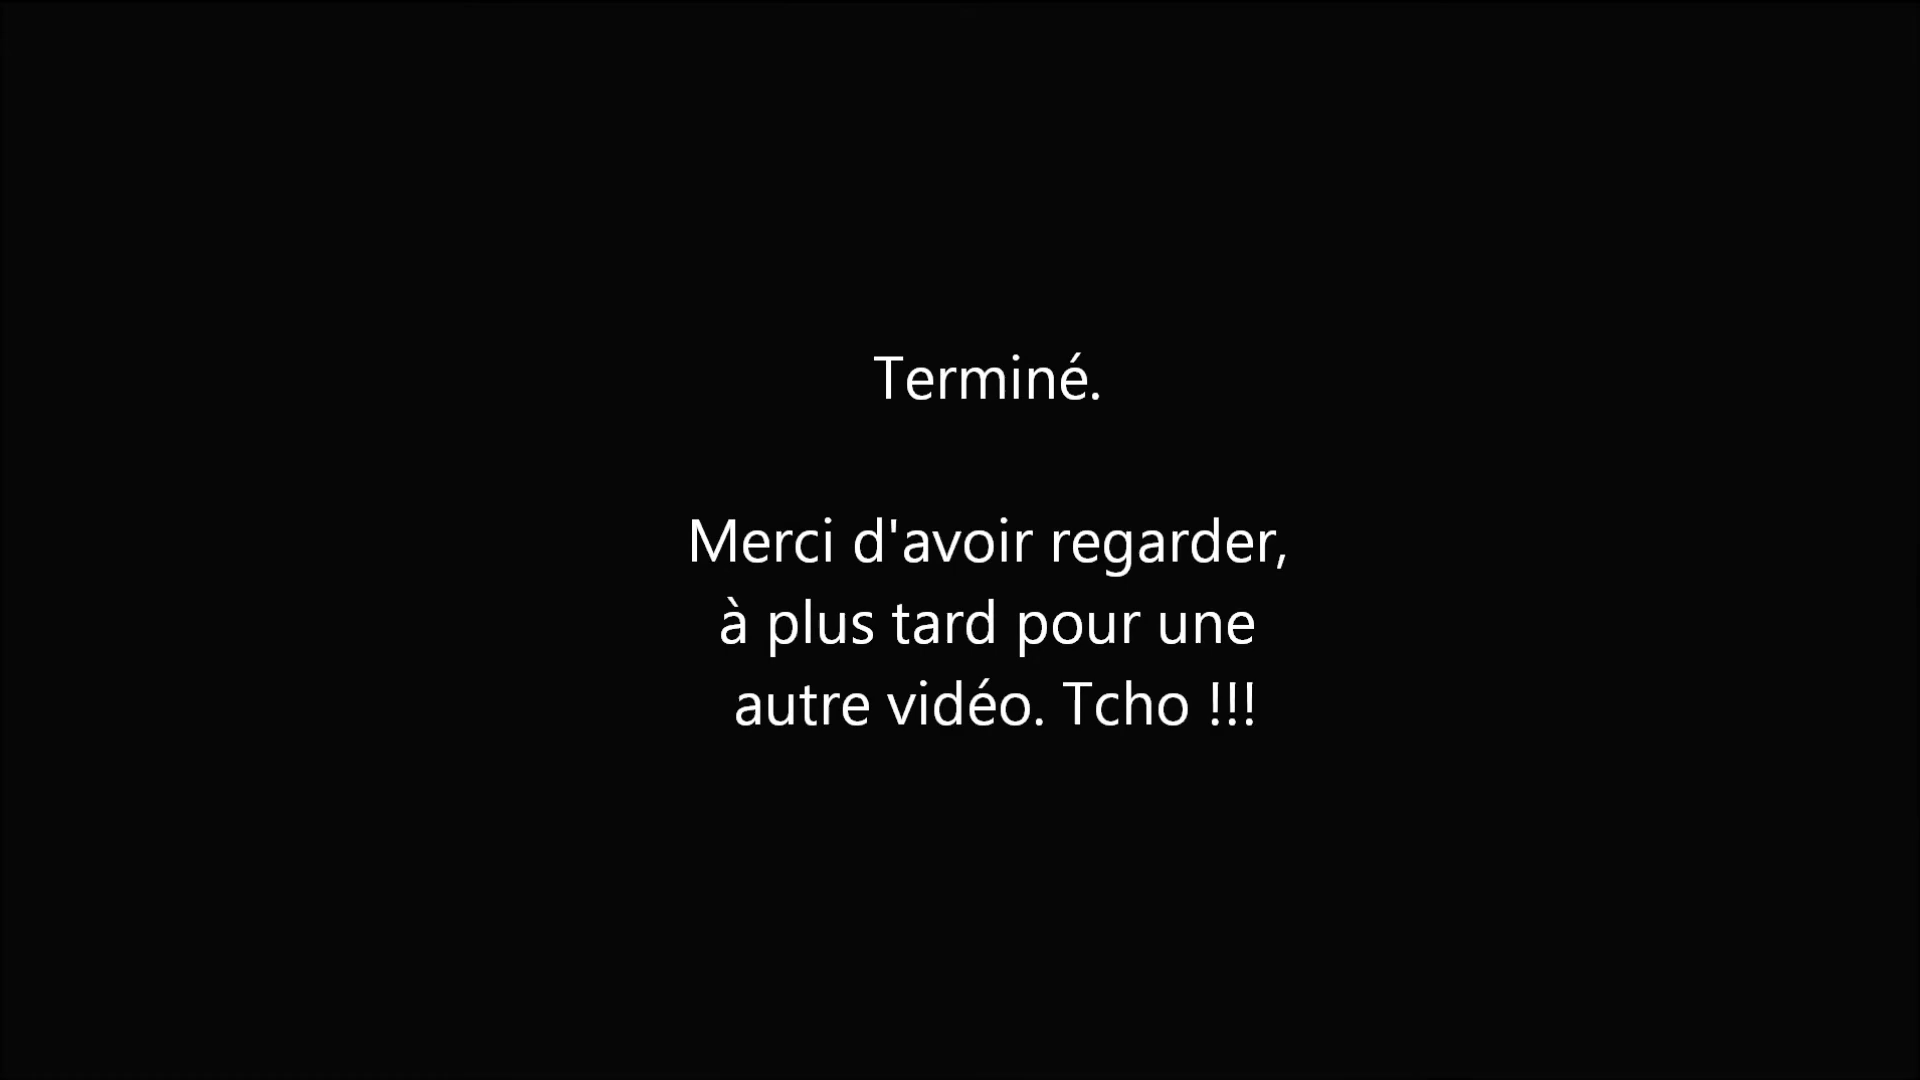 Terminé.
Merci d'avoir regarder,
à plus tard pour une
autre vidéo. Tcho !!!